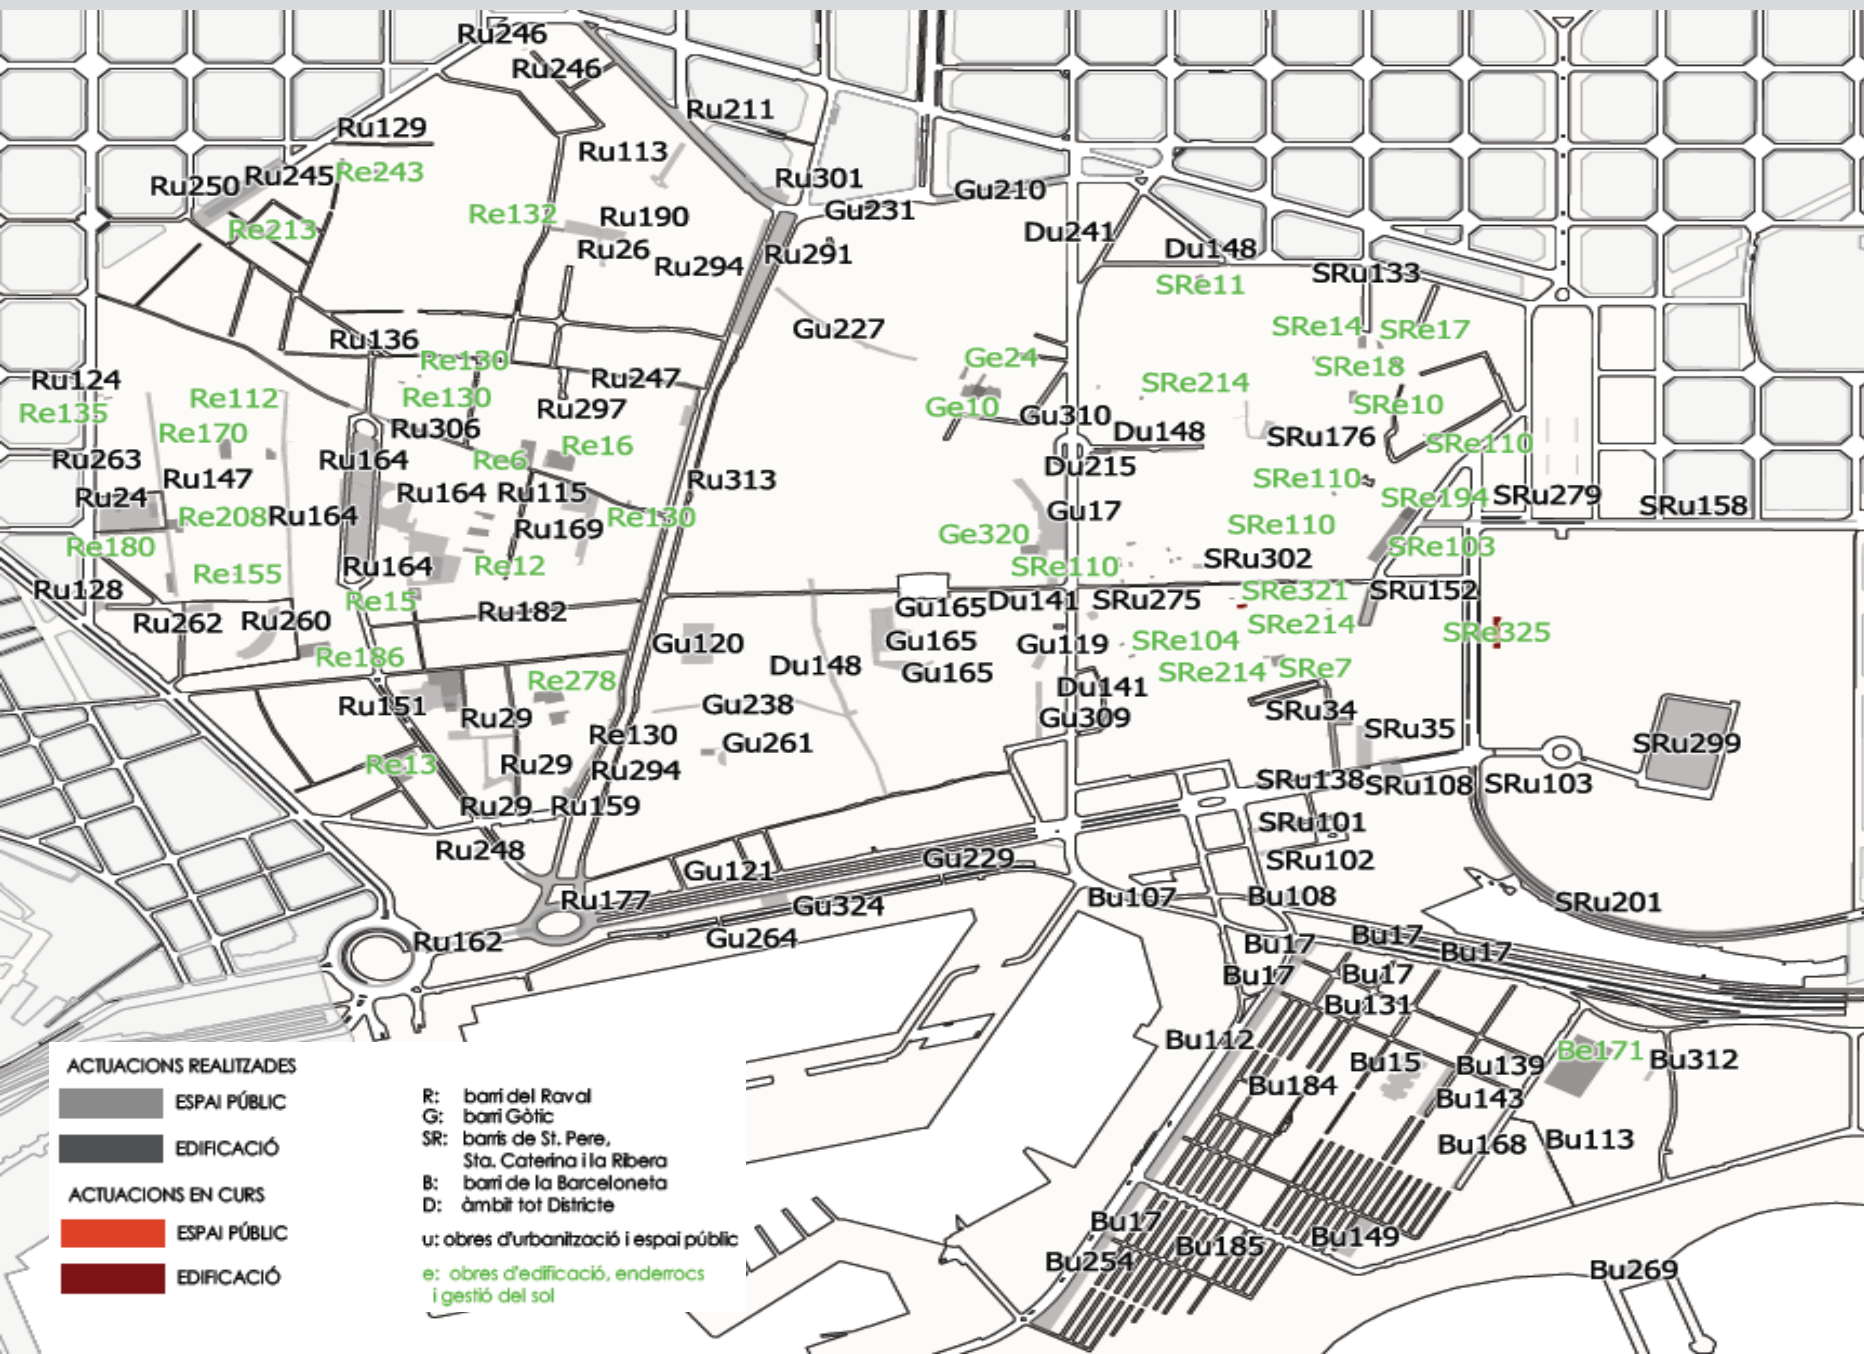 Ru246
Ru246
Ru211
Ru129
Ru113
Re243
Ru245
Ru250
Ru301
Gu210
Gu231
Re132
Ru190
Re213
Du241
Ru26
Du148
Ru291
Ru294
SRu133
SRe11
SRe14
SRe17
Gu227
Ru136
Ge24
Re130
SRe18
Ru124
Ru247
SRe214
Re135
Re112
Re130
Ru297
Ge10
SRe10
Gu310
Re170
Ru306
Du148
SRu176
SRe110
Re16
Ru263
Ru164
Re6
Du215
Ru147
Ru313
SRe110
Ru24
Ru164
Ru115
SRe194
SRu279
SRu158
Re208
Ru164
Re130
Gu17
Ru169
SRe110
Ge320
Re180
SRe103
SRu302
Ru164
Re12
SRe110
Re155
Ru128
SRe321
SRu152
Re15
Du141
SRu275
Gu165
Ru182
Ru262
Ru260
SRe214
SRe325
Gu120
Gu165
Gu119
SRe104
Re186
Du148
Gu165
SRe214
SRe7
Re278
Du141
Ru151
Gu238
Ru29
Gu309
SRu34
SRu35
Re130
Gu261
SRu299
Re13
Ru29
Ru294
SRu138
SRu108
SRu103
Ru29
Ru159
SRu101
Ru248
Gu229
SRu102
Gu121
Ru177
Gu324
Bu107
Bu108
SRu201
Ru162
Gu264
Bu17
Bu17
Bu17
Bu17
Bu17
Bu131
Bu112
Be171
Bu312
Bu15
Bu139
Bu184
Bu143
Bu168
Bu113
Bu17
Bu149
Bu185
Bu254
Bu269
ACTUACIONS REALITZADES
ESPAI PÚBLIC
EDIFICACIÓ
ACTUACIONS EN CURS
ESPAI PÚBLIC
EDIFICACIÓ
R: barri del Raval
G: barri Gòtic
SR: barris de St. Pere,
Sta. Caterina i la Ribera
B: barri de la Barceloneta
D: àmbit tot Districte
u: obres d'urbanització i espai públic
e: obres d'edificació, enderrocs
i gestió del sol